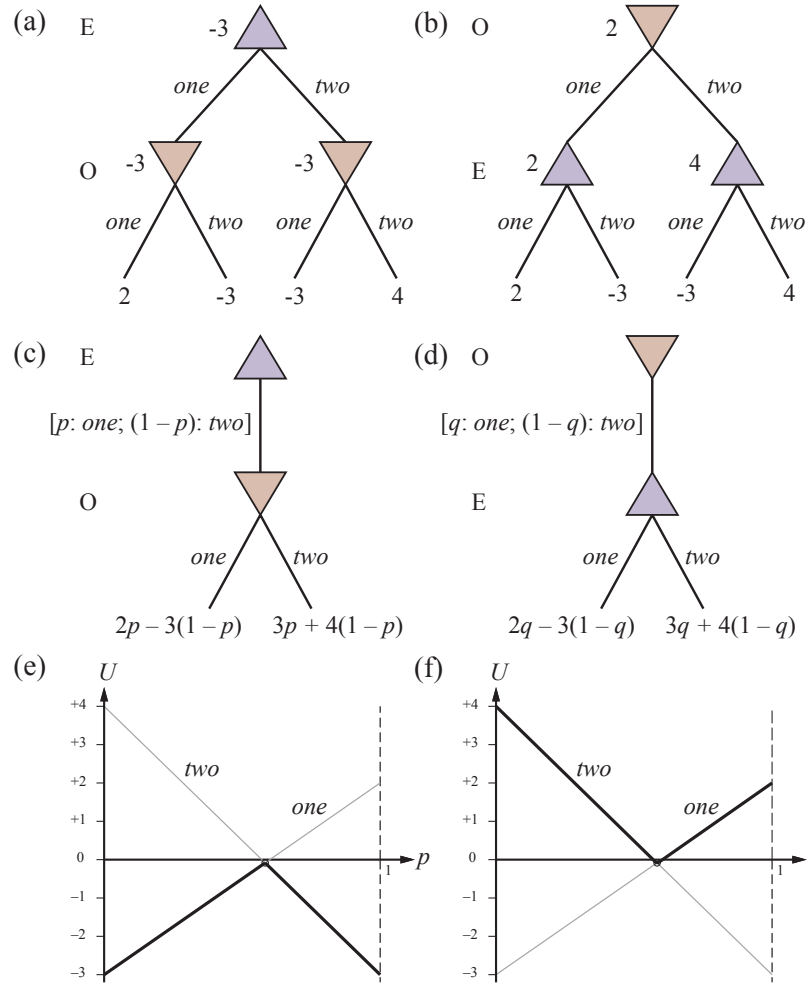 (a) E -3 (b) O 2
one two one two
O -3 -3 E 2 4
one two one two one two one two
2 -3 -3 4 2 -3 -3 4
(c) E (d) O
[p: one; (1 – p): two] [q: one; (1 – q): two]
O E
one two one two
2p – 3(1 – p) 3p + 4(1 – p) 2q – 3(1 – q) 3q + 4(1 – q)
(e) U (f) U
+4 +4
+3 +3
two two
+2 one +2 one
+1 +1
0 p 0
1 1
–1 –1
–2 –2
–3 –3